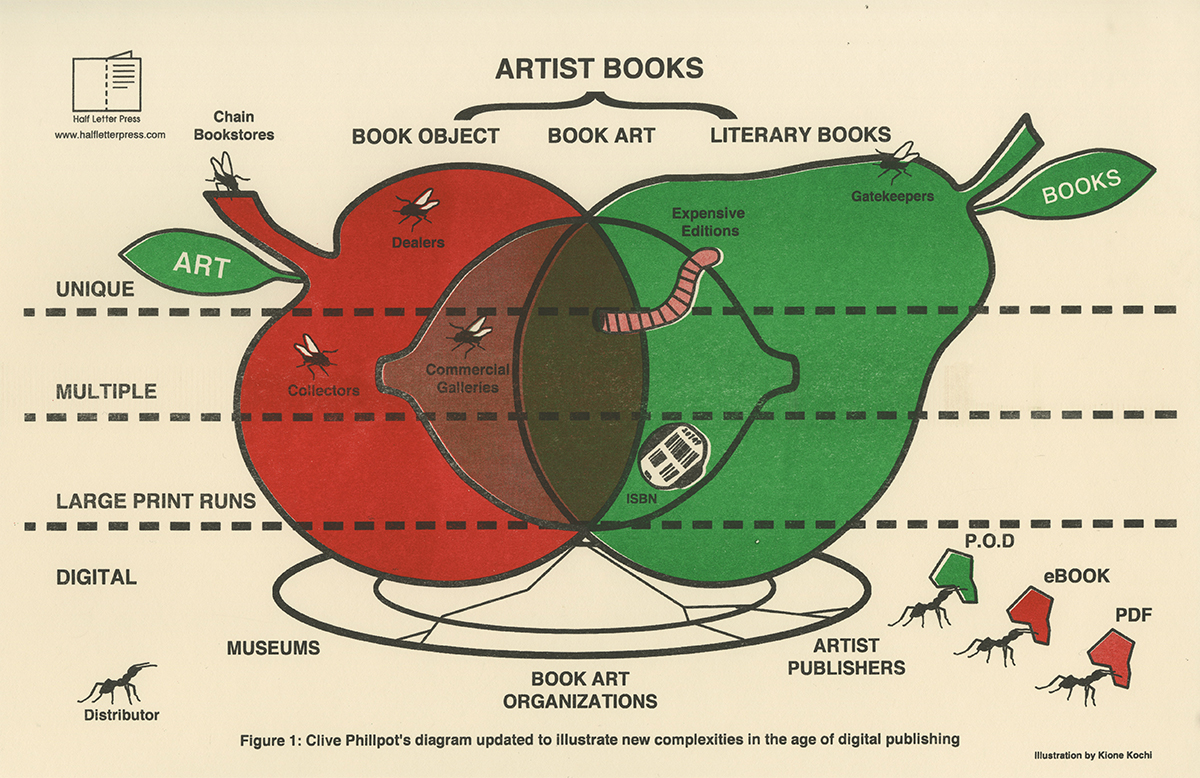 ARTIST BOOKS
Half Letter Press
www.halfletterpress.com
Chain
Bookstores
BOOK OBJECT
BOOK ART
LITERARY BOOKS
Gatekeepers
BOOKS
Expensive
Editions
Dealers
ART
UNIQUE
Collectors
Commercial
Galleries
MULTIPLE
ISBN
LARGE PRINT RUNS
DIGITAL
P.O.D
eBOOK
PDF
MUSEUMS
ARTIST
PUBLISHERS
BOOK ART
ORGANIZATIONS
Distributor
Figure 1: Clive Phillpot's diagram updated to illustrate new complexities in the age of digital publishing
Illustration by Kione Kochi